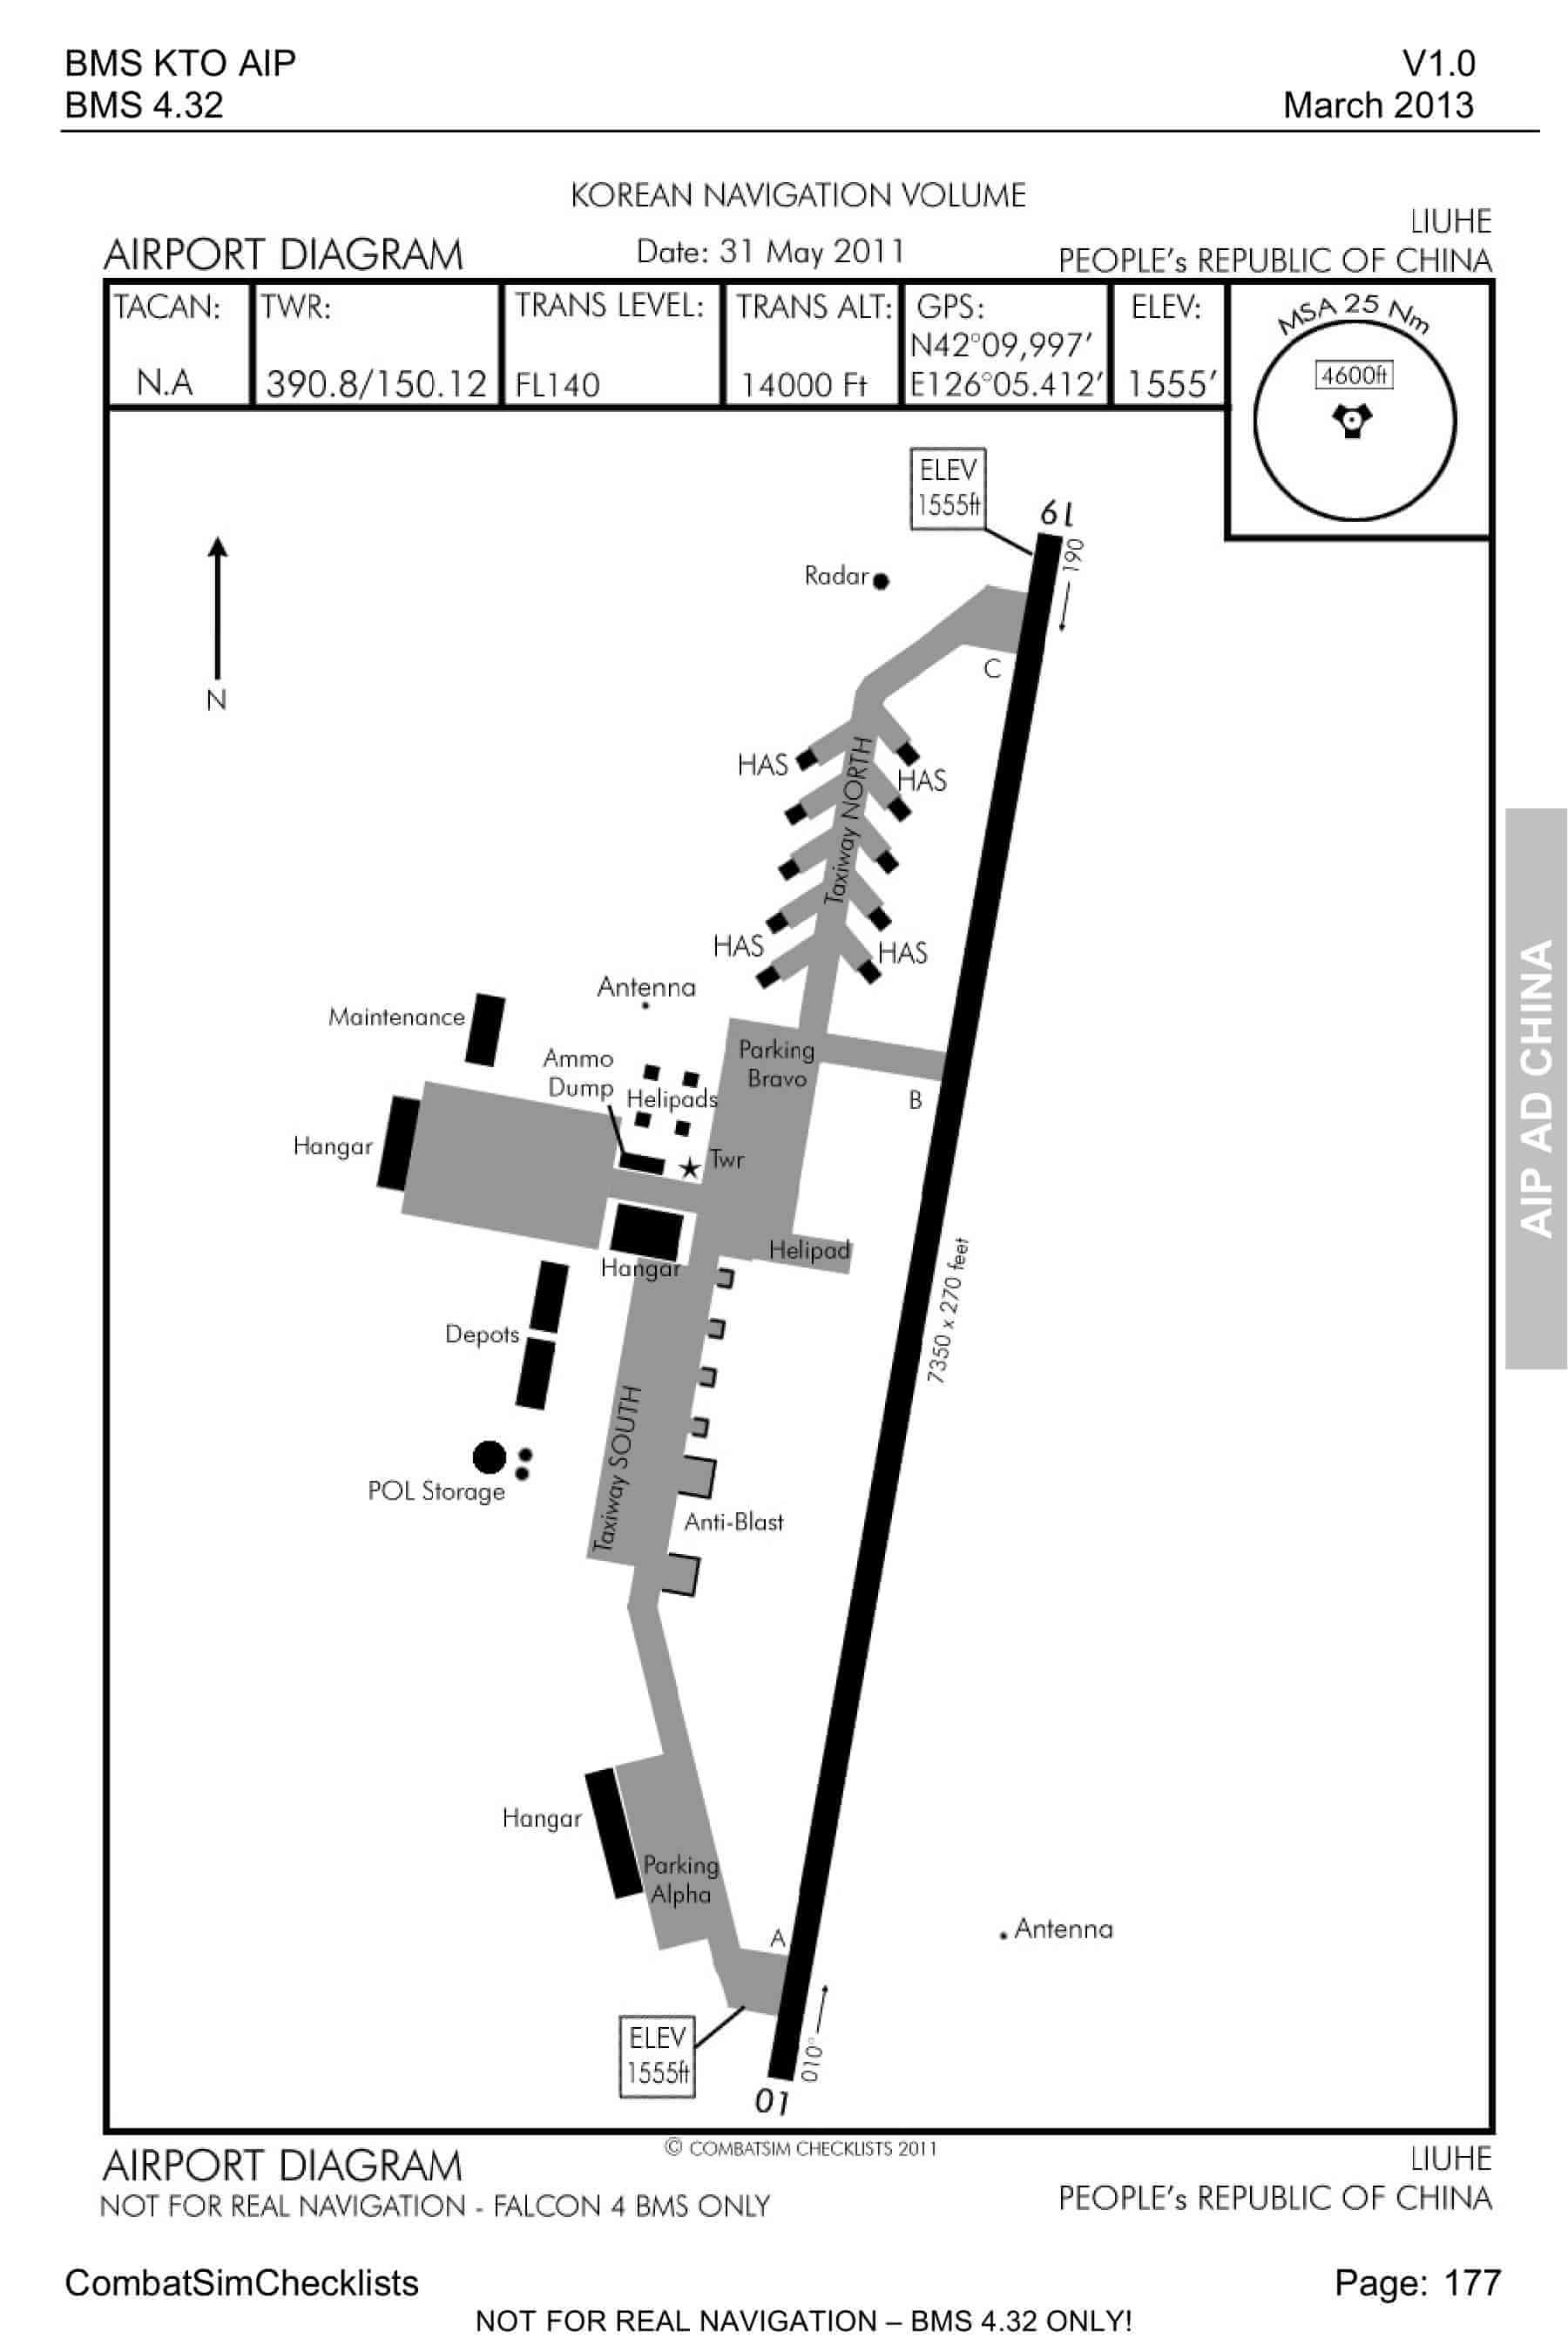 BMS KTO AIP
V1.0
BMS 4.32
March 2013
KOREAN NAVIGATION VOLUME
LIUHE
AIRPORT DIAGRAM
Date: 31 May 2011
PEOPLE's REPUBLIC OF CHINA
TACAN:
N.A
TWR:
390.8/150.12
TRANS LEVEL:
FL140
TRANS ALT:
14000 Ft
GPS:
N42°09,997′
E126°05.412′
ELEV:
1555′
MSA 25 Nm
4600ft
ELEV
1555ft
19
190
Radar
N
C
HAS
HAS
Taxiway NORTH
HAS
HAS
Antenna
Maintenance
Parking
Bravo
Ammo
Dump
Helipads
B
Hangar
Twr
Helipad
Hangar
7350 x 270 feet
Depots
Taxiway SOUTH
POL Storage
Anti-Blast
Hangar
Parking
Alpha
A
Antenna
ELEV
1555ft
010°
01
AIP AD CHINA
© COMBATSIM CHECKLISTS 2011
AIRPORT DIAGRAM
LIUHE
NOT FOR REAL NAVIGATION - FALCON 4 BMS ONLY
PEOPLE's REPUBLIC OF CHINA
CombatSimChecklists
Page: 177
NOT FOR REAL NAVIGATION – BMS 4.32 ONLY!